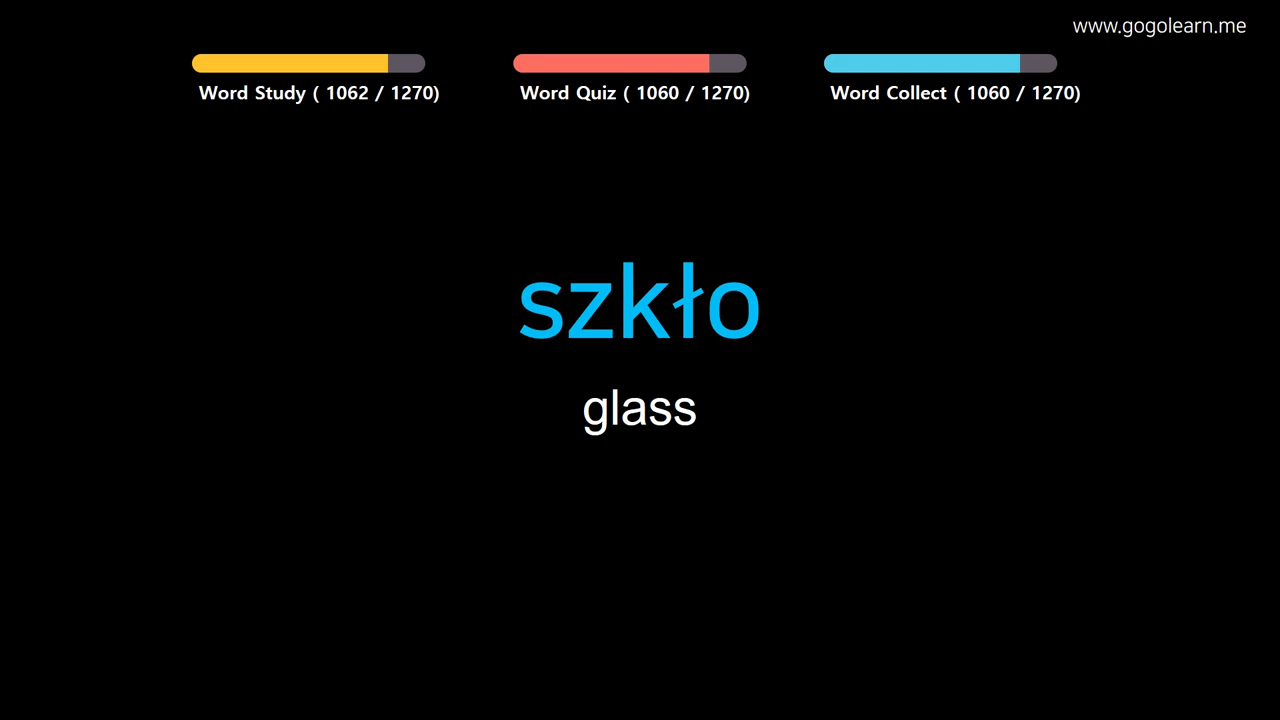 www.gogolearn.me
Word Study ( 1062 / 1270)
Word Quiz ( 1060 / 1270)
Word Collect ( 1060 / 1270)
szkło
glass